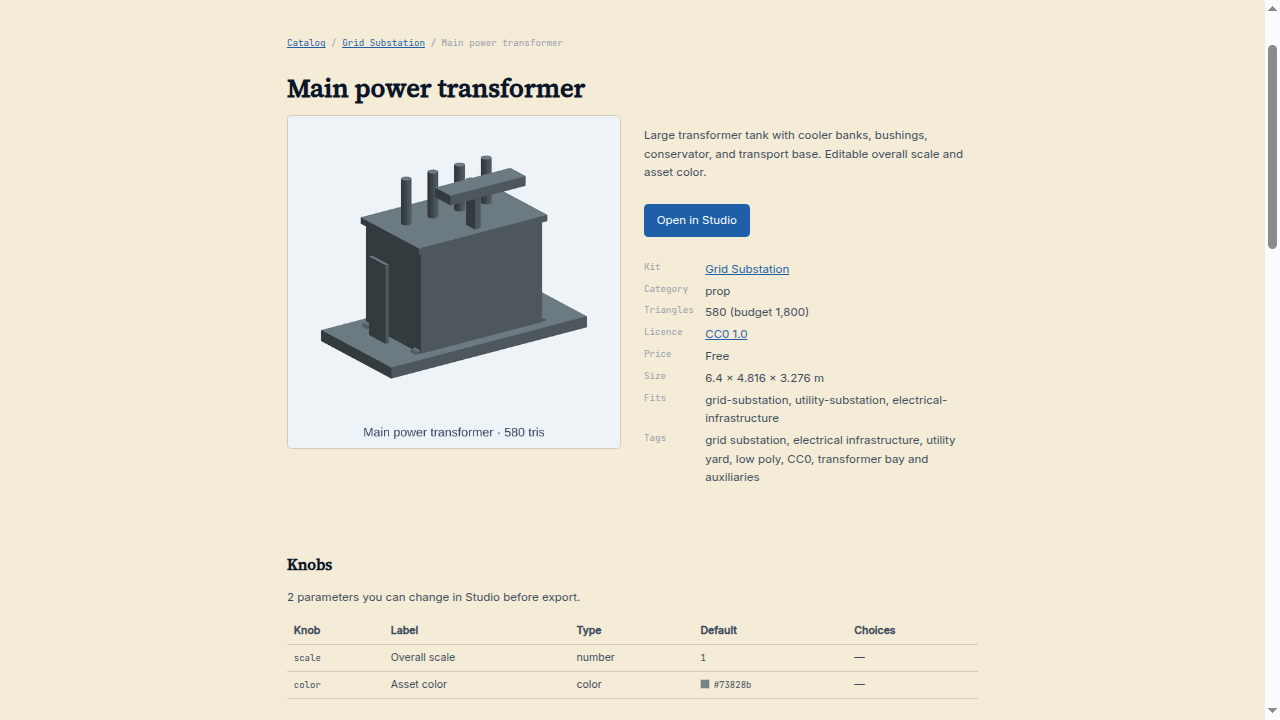 Catalog / Grid Substation / Main power transformer
Main power transformer
Main power transformer · 580 tris
Large transformer tank with cooler banks, bushings,
conservator, and transport base. Editable overall scale and
asset color.
Open in Studio
Kit Grid Substation
Category prop
Triangles 580 (budget 1,800)
Licence CC0 1.0
Price Free
Size 6.4 × 4.816 × 3.276 m
Fits grid-substation, utility-substation, electrical-
infrastructure
Tags grid substation, electrical infrastructure, utility
yard, low poly, CC0, transformer bay and
auxiliaries
Knobs
2 parameters you can change in Studio before export.
Knob Label Type Default Choices
scale Overall scale number 1 —
color Asset color color #73828b —